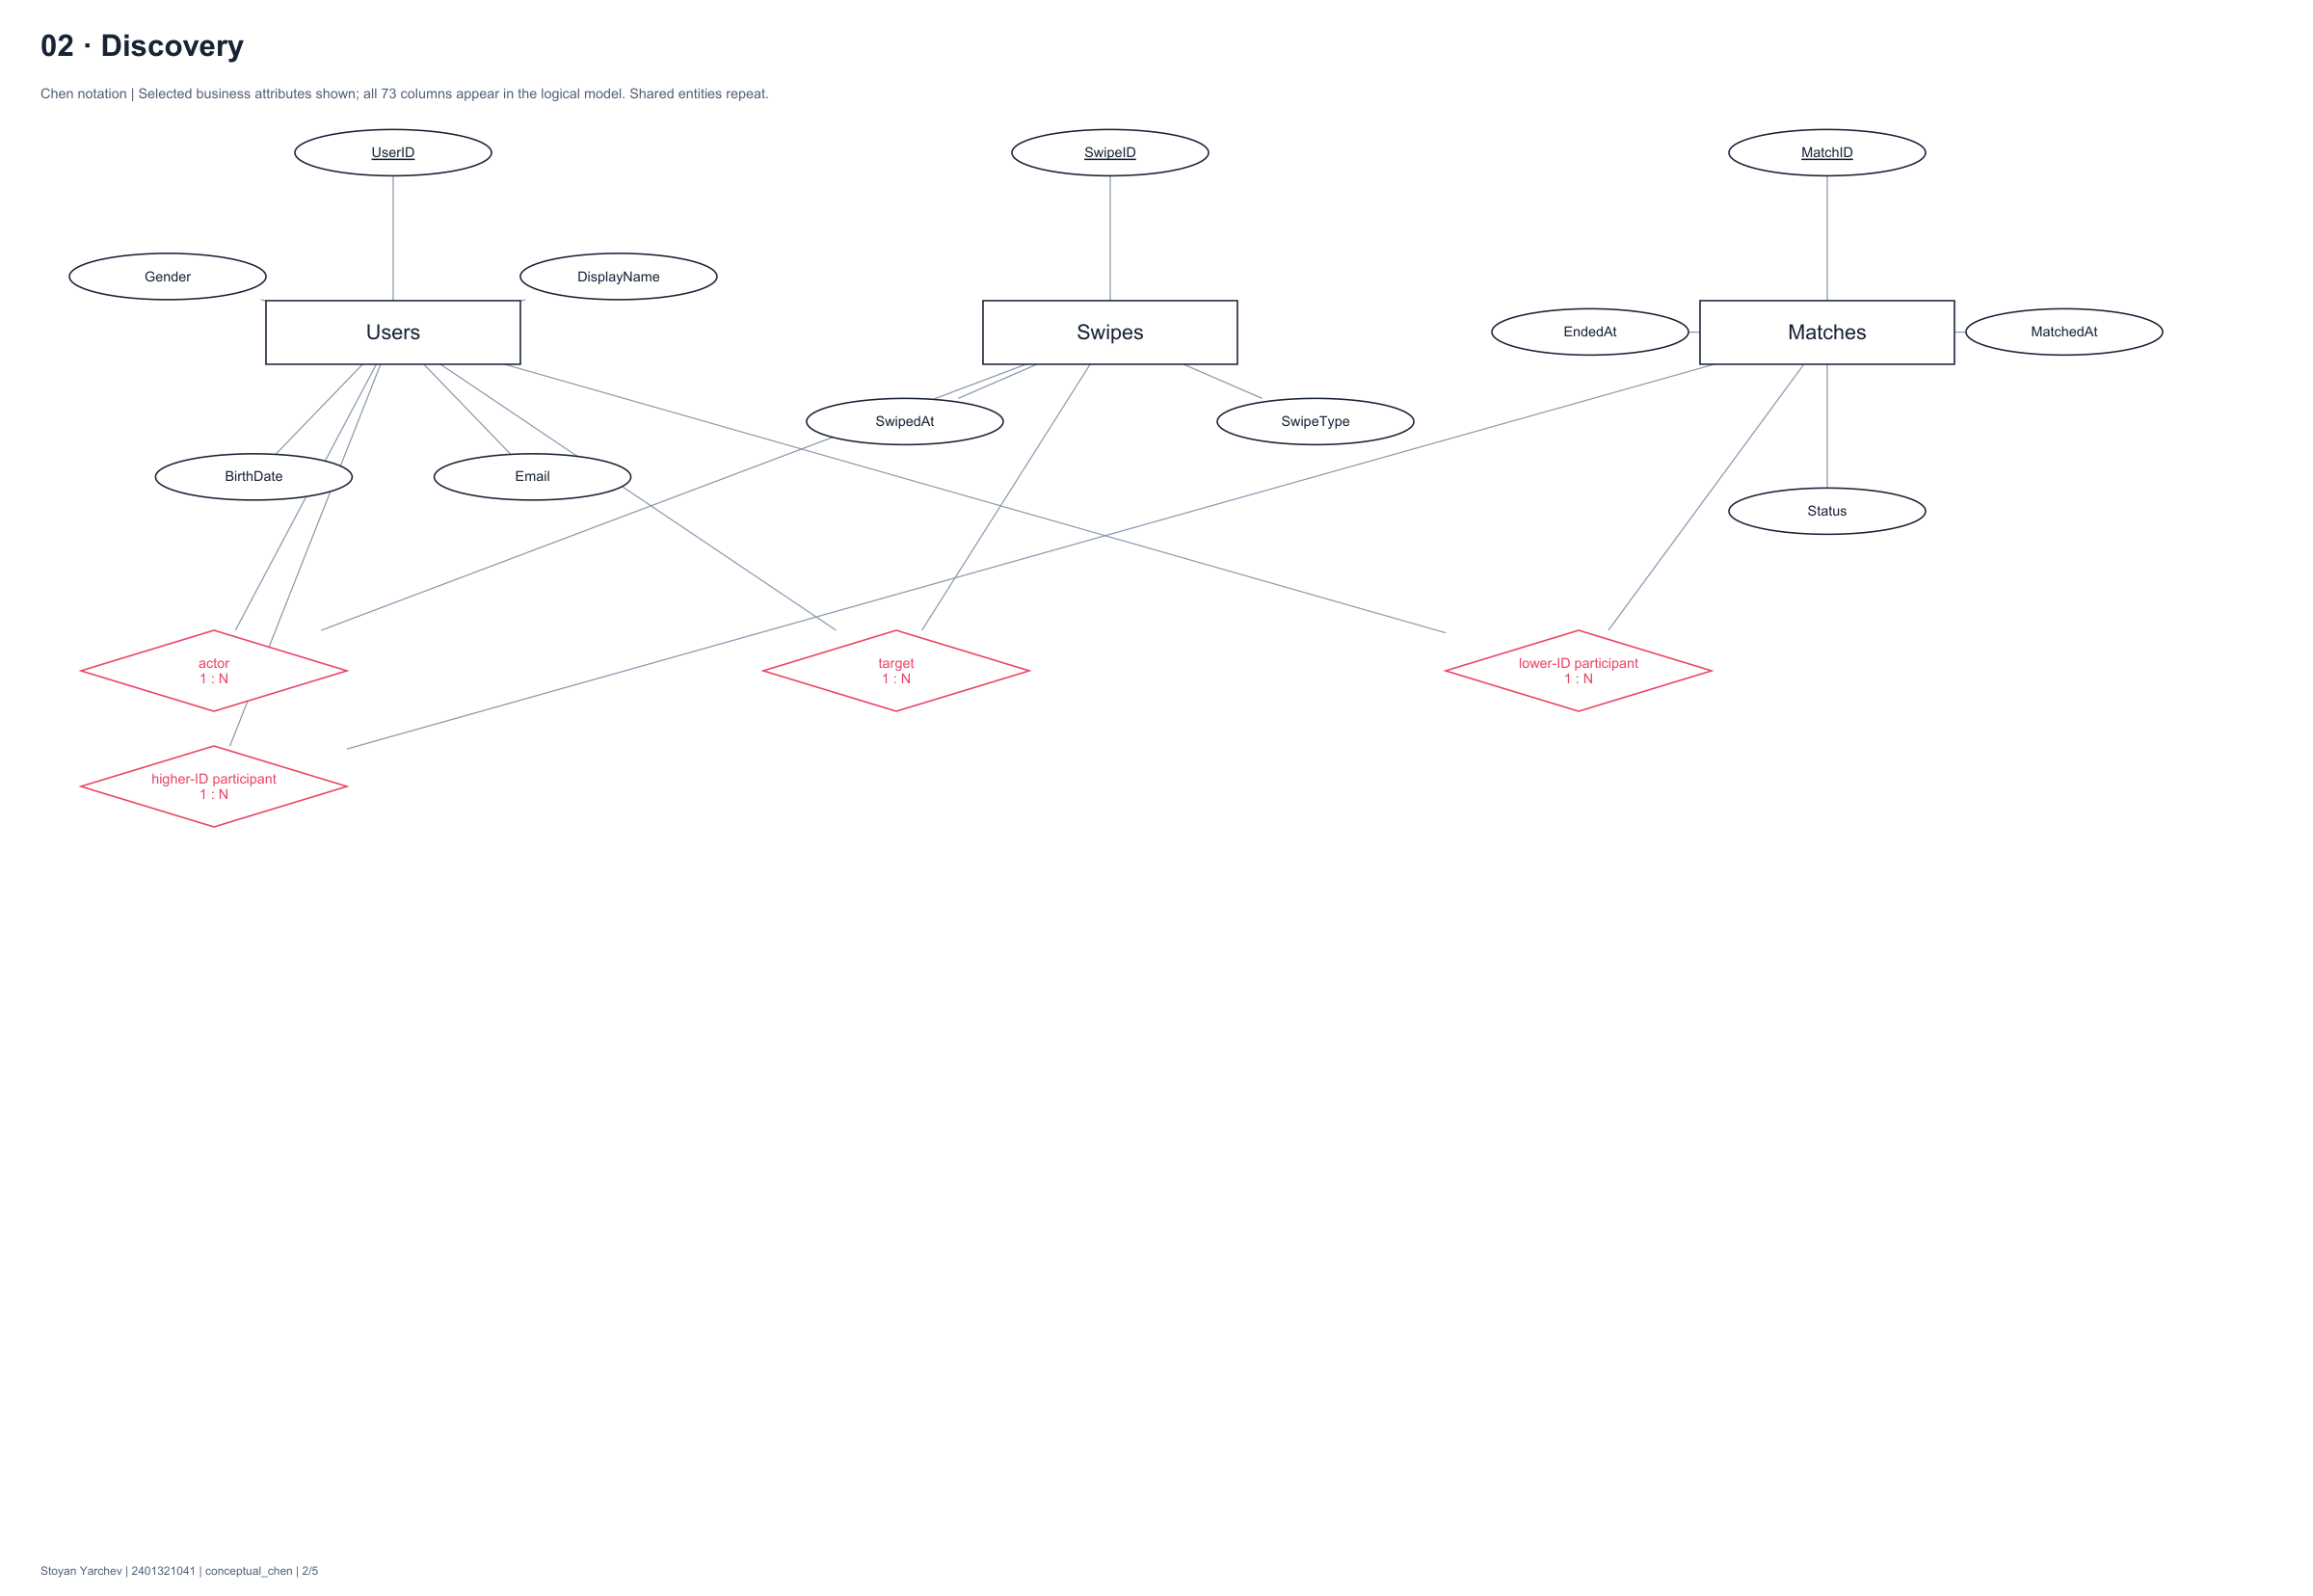 02 · Discovery
Chen notation | Selected business attributes shown; all 73 columns appear in the logical model. Shared entities repeat.
UserID
SwipeID
MatchID
Gender
DisplayName
Users
Swipes
EndedAt
Matches
MatchedAt
SwipedAt
SwipeType
BirthDate
Email
Status
actor
1 : N
target
1 : N
lower-ID participant
1 : N
higher-ID participant
1 : N
Stoyan Yarchev | 2401321041 | conceptual_chen | 2/5